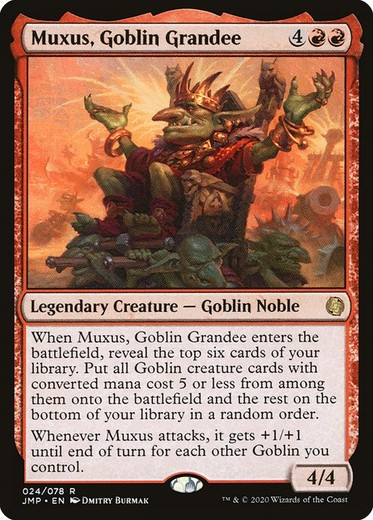 Muxus, Goblin Grandee 4
Legendary Creature — Goblin Noble
When Muxus, Goblin Grandee enters the
battlefield, reveal the top six cards of your
library. Put all Goblin creature cards with
converted mana cost 5 or less from among
them onto the battlefield and the rest on
the bottom of your library in a random order.
Whenever Muxus attacks, it gets +1/+1
until end of turn for each other Goblin you
control.
4/4
024/078 R
JMP • EN DMITRY BURMAK
™ & © 2020 Wizards of the Coast